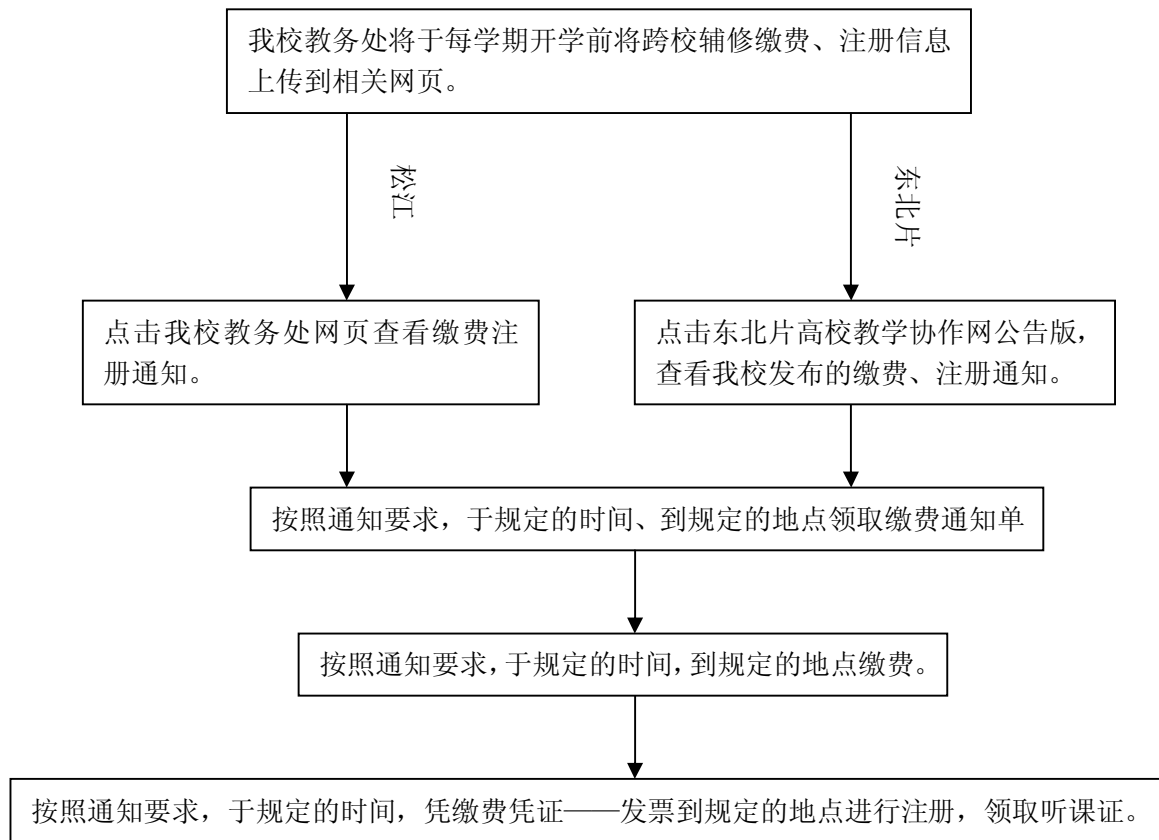 我校教务处将于每学期开学前将跨校辅修缴费、注册信息
上传到相关网页。
松江
东北片
点击我校教务处网页查看缴费注
册通知。
点击东北片高校教学协作网公告版，
查看我校发布的缴费、注册通知。
按照通知要求，于规定的时间、到规定的地点领取缴费通知单
按照通知要求，于规定的时间，到规定的地点缴费。
按照通知要求，于规定的时间，凭缴费凭证——发票到规定的地点进行注册，领取听课证。